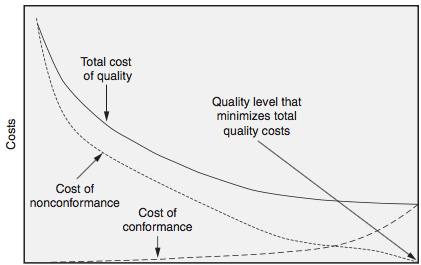 Total cost
of quality
Quality level that
minimizes total
quality costs
Costs
Cost of
nonconformance
Cost of
conformance